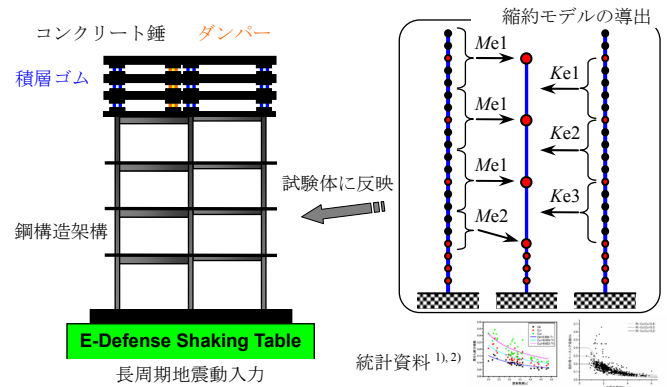 縮約モデルの導出
コンクリート錘
ダンパー
積層ゴム
鋼構造架構
Me1
Me1
Me1
Me2
Ke1
Ke2
Ke3
試験体に反映
E-Defense Shaking Table
長周期地震動入力
統計資料 1), 2)